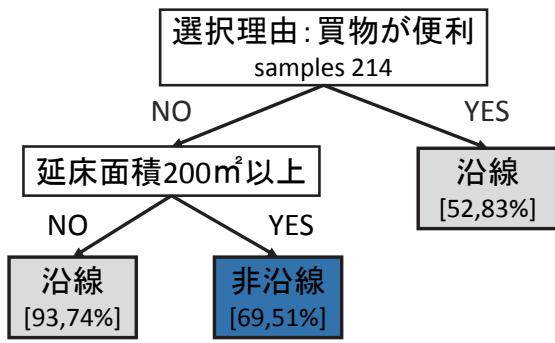 選択理由:買物が便利
samples 214
NO
YES
延床面積200㎡以上
沿線
[52,83%]
NO
YES
沿線
[93,74%]
非沿線
[69,51%]